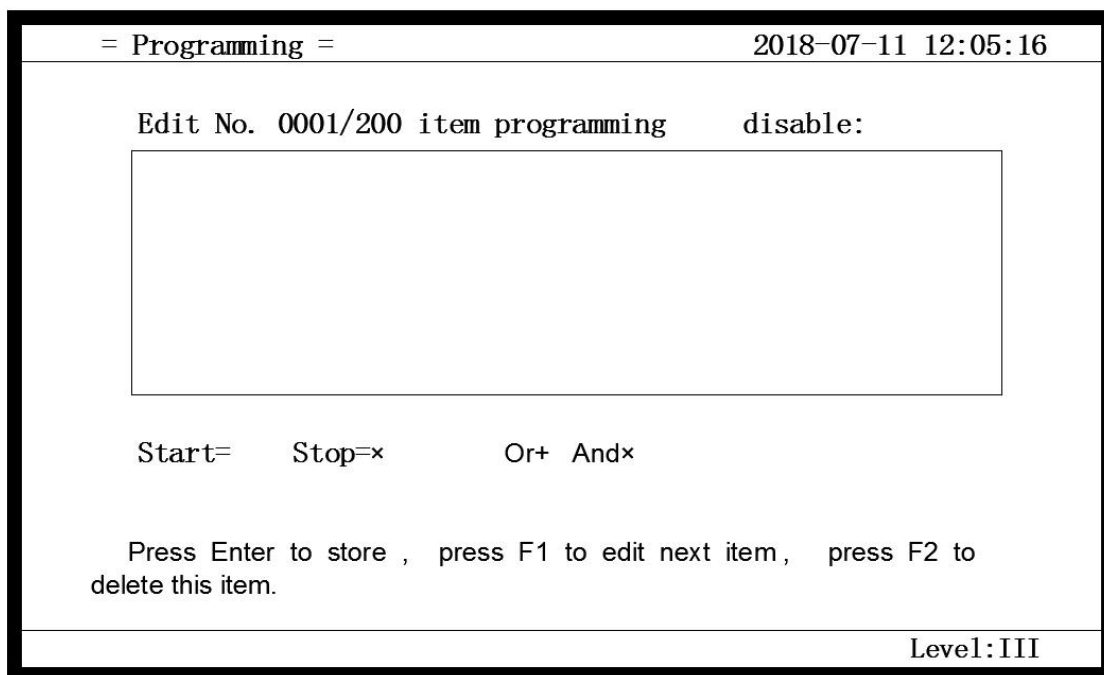 = Programming = 2018-07-11 12:05:16
Edit No. 0001/200 item programming disable:
Start= Stop=× Or+ And×
Press Enter to store , press F1 to edit next item , press F2 to
delete this item.
Level:III